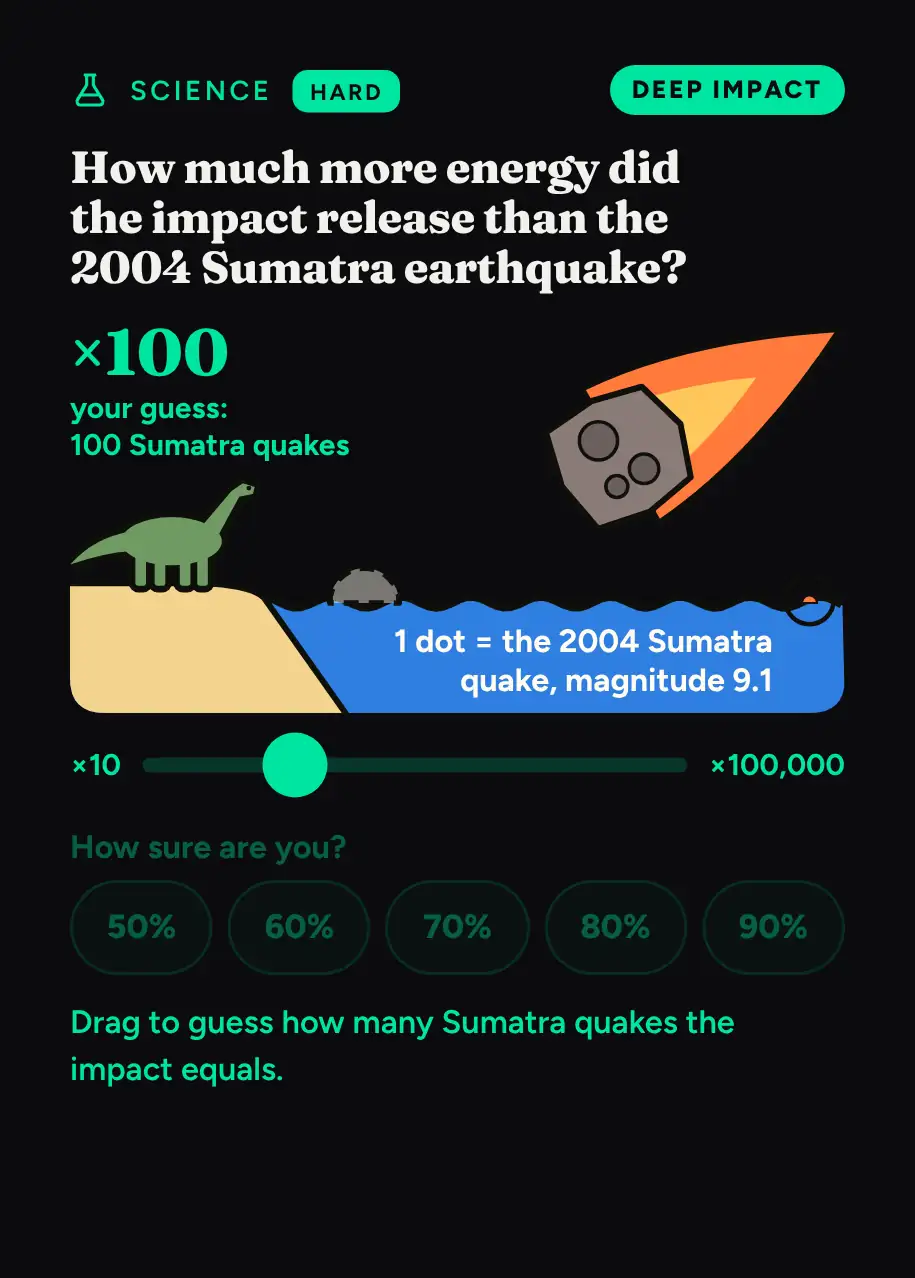 SCIENCE HARD DEEP IMPACT
How much more energy did
the impact release than the
2004 Sumatra earthquake?
×100
your guess:
100 Sumatra quakes
1 dot = the 2004 Sumatra
quake, magnitude 9.1
×10 ×100,000
How sure are you?
50% 60% 70% 80% 90%
Drag to guess how many Sumatra quakes the
impact equals.